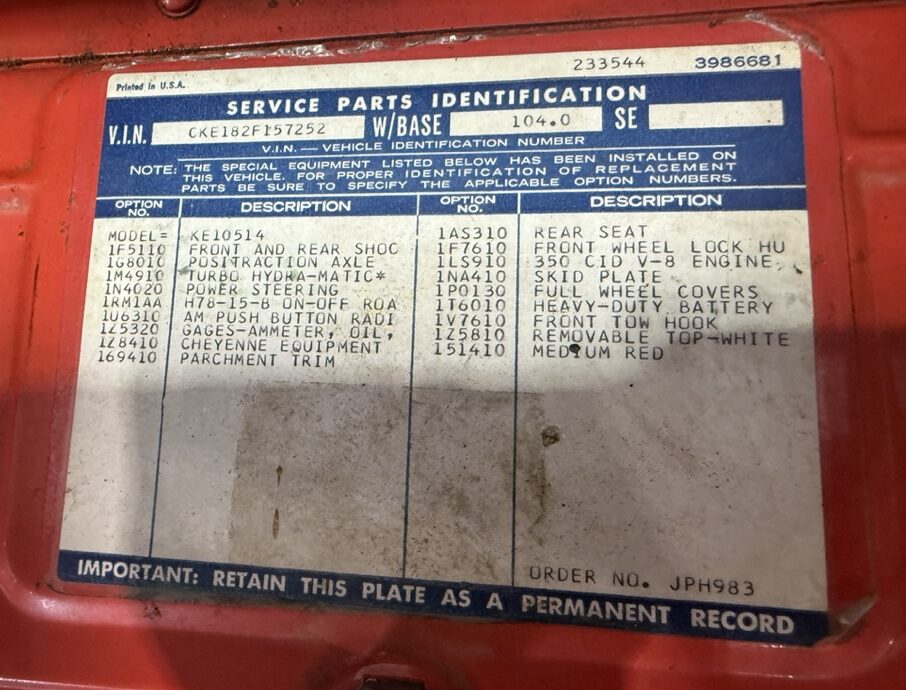 233544 3986681
Printed in U.S.A.
SERVICE PARTS IDENTIFICATION
V.I.N. CKE182F157252 W/BASE 104.0 SE
V.I.N. — VEHICLE IDENTIFICATION NUMBER
NOTE: THE SPECIAL EQUIPMENT LISTED BELOW HAS BEEN INSTALLED ON
THIS VEHICLE. FOR PROPER IDENTIFICATION OF REPLACEMENT
PARTS BE SURE TO SPECIFY THE APPLICABLE OPTION NUMBERS.
OPTION NO. DESCRIPTION OPTION NO. DESCRIPTION
MODEL= KE10514 1AS310 REAR SEAT
1F5110 FRONT AND REAR SHOC 1F7610 FRONT WHEEL LOCK HU
1G8010 POSITRACTION AXLE 1LS910 350 CID V-8 ENGINE
1M4910 TURBO HYDRA-MATIC* 1NA410 SKID PLATE
1N4020 POWER STEERING 1P0130 FULL WHEEL COVERS
1RM1AA H78-15-B ON-OFF ROA 1T6010 HEAVY-DUTY BATTERY
1U6310 AM PUSH BUTTON RADI 1V7610 FRONT TOW HOOK
1Z5320 GAGES-AMMETER, OIL, 1Z5810 REMOVABLE TOP-WHITE
1Z8410 CHEYENNE EQUIPMENT 151410 MEDIUM RED
169410 PARCHMENT TRIM
ORDER NO. JPH983
IMPORTANT: RETAIN THIS PLATE AS A PERMANENT RECORD